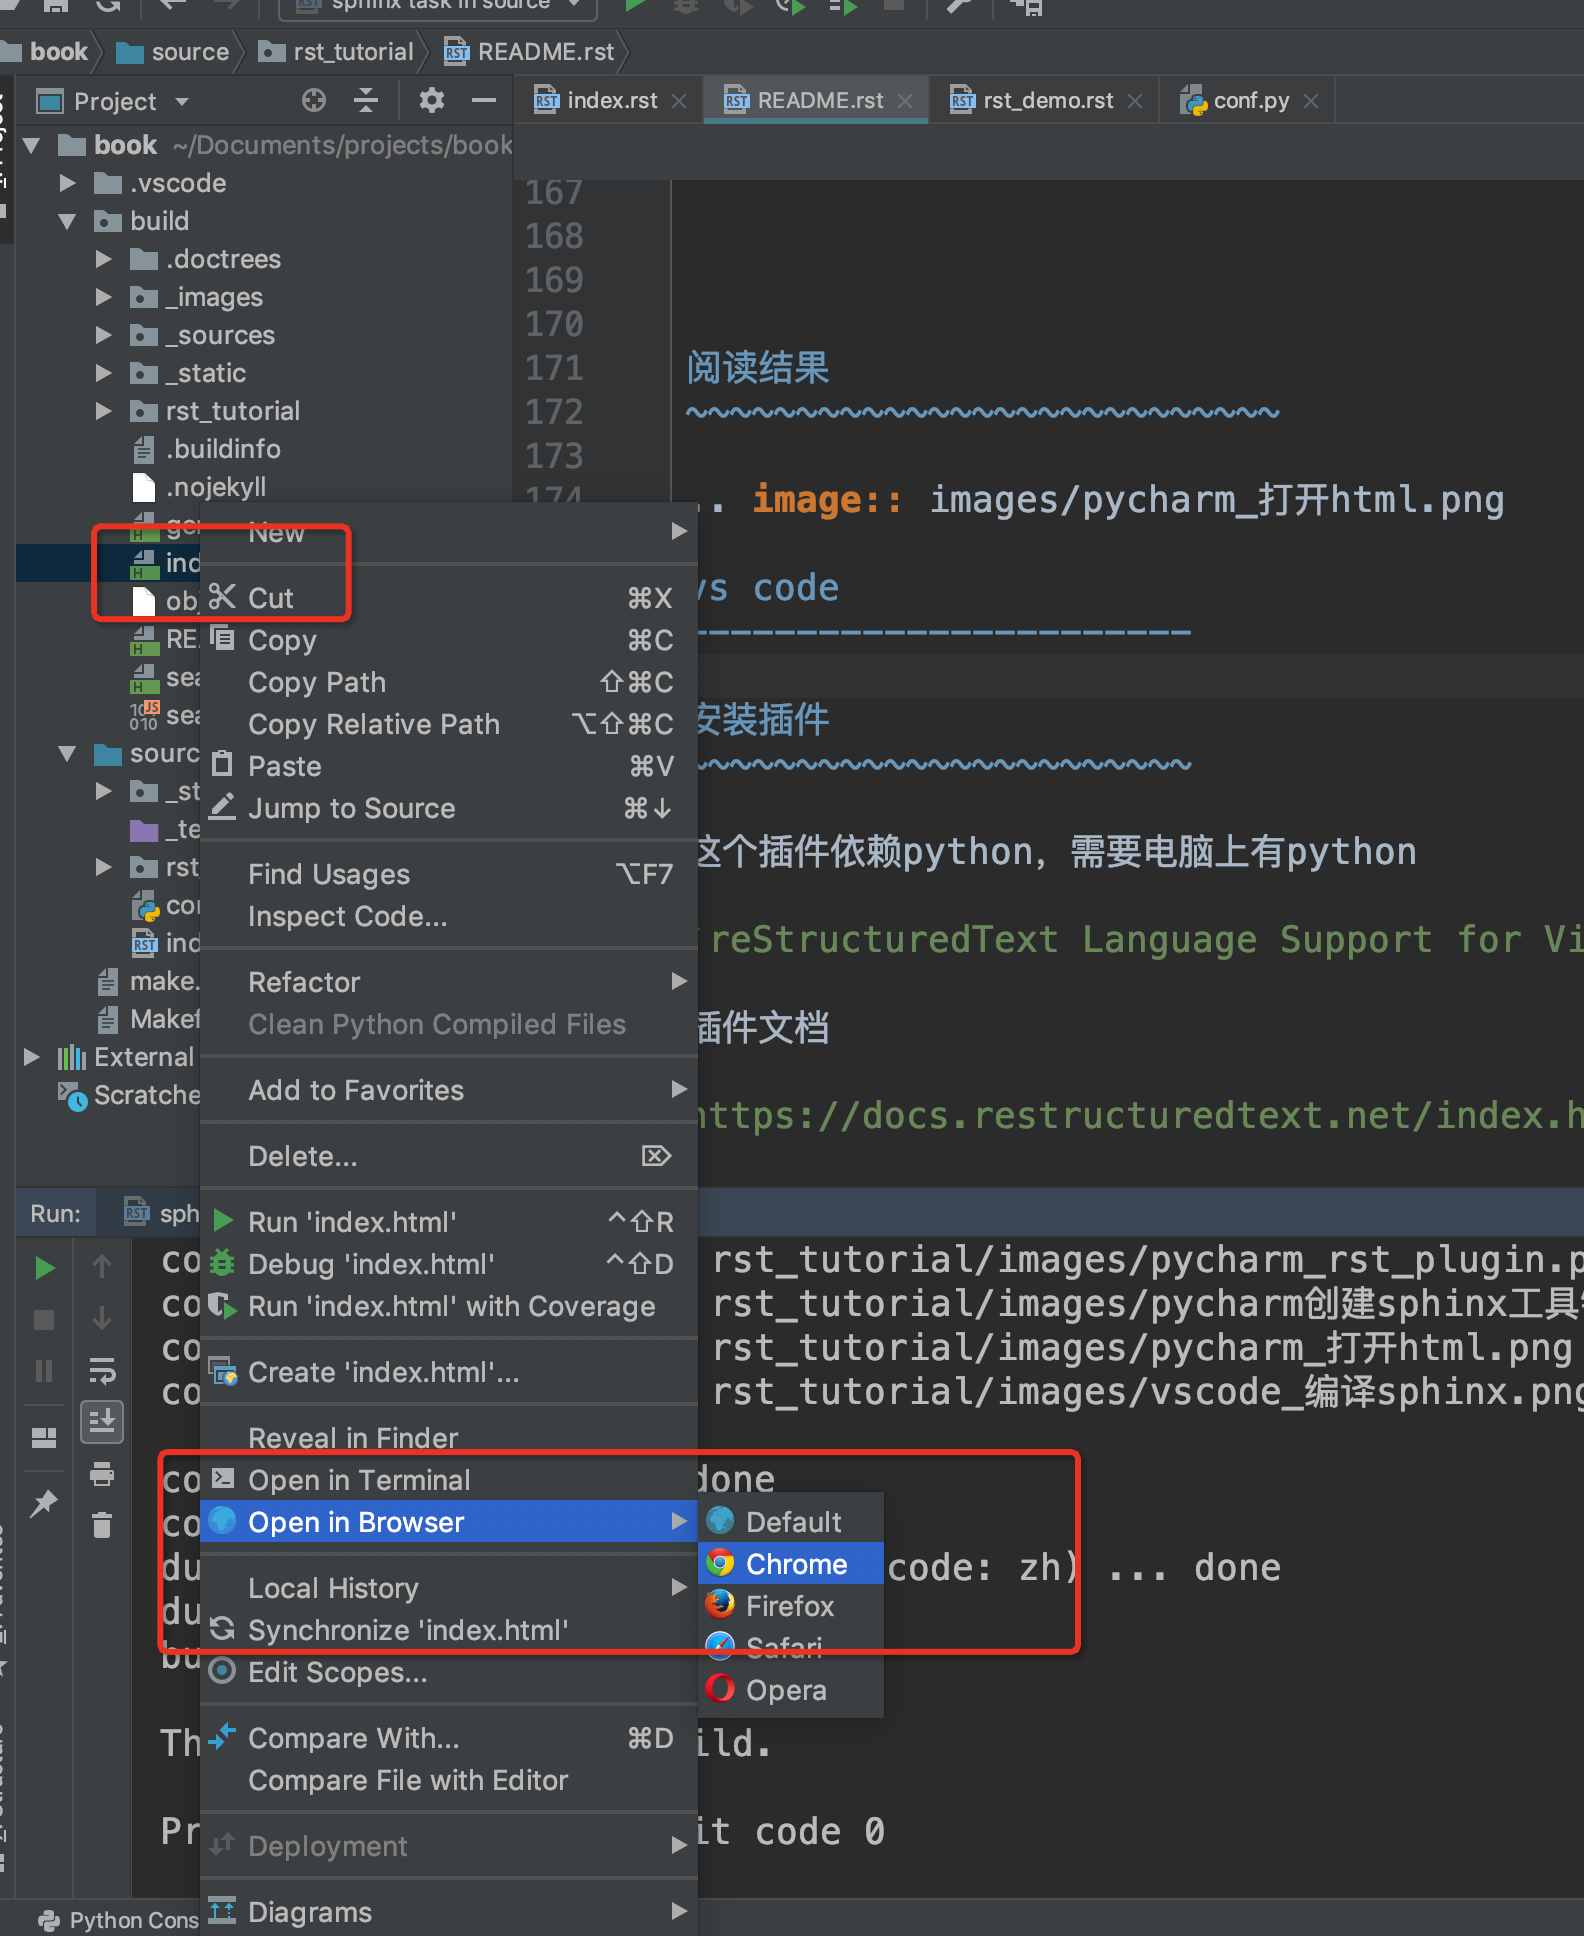 sphinx task in source
book source rst_tutorial README.rst
Project
index.rst README.rst rst_demo.rst conf.py
book ~/Documents/projects/book
.vscode
build
.doctrees
_images
_sources
_static
rst_tutorial
.buildinfo
.nojekyll
ind
RE
sea
sea
_st
_te
rst
ind
make.
External
167
168
169
170
171 阅读结果
172 ~~~~~~~~~~~~~~~~~~~~~~~~~~~
173
174 . image:: images/pycharm_打开html.png
vs code
-----------------------
安装插件
~~~~~~~~~~~~~~~~~~~~~~~
这个插件依赖python，需要电脑上有python
reStructuredText Language Support for Vi
插件文档
https://docs.restructuredtext.net/index.h
New
Cut ⌘X
Copy ⌘C
Copy Path ⇧⌘C
Copy Relative Path ⌥⇧⌘C
Paste ⌘V
Jump to Source ⌘↓
Find Usages ⌥F7
Inspect Code...
Refactor
Clean Python Compiled Files
Add to Favorites
Delete... ⌦
Run 'index.html' ^⇧R
Debug 'index.html' ^⇧D
Run 'index.html' with Coverage
Create 'index.html'...
Reveal in Finder
Open in Terminal
Open in Browser
Local History
Synchronize 'index.html'
Edit Scopes...
Compare With... ⌘D
Compare File with Editor
Deployment
Diagrams
Default
Chrome
Firefox
Safari
Opera
Run: sph
co rst_tutorial/images/pycharm_rst_plugin.p
co rst_tutorial/images/pycharm创建sphinx工具
co rst_tutorial/images/pycharm_打开html.png
co rst_tutorial/images/vscode_编译sphinx.png
co done
co
du code: zh) ... done
du
bu
Th ild.
Pr it code 0
Python Cons